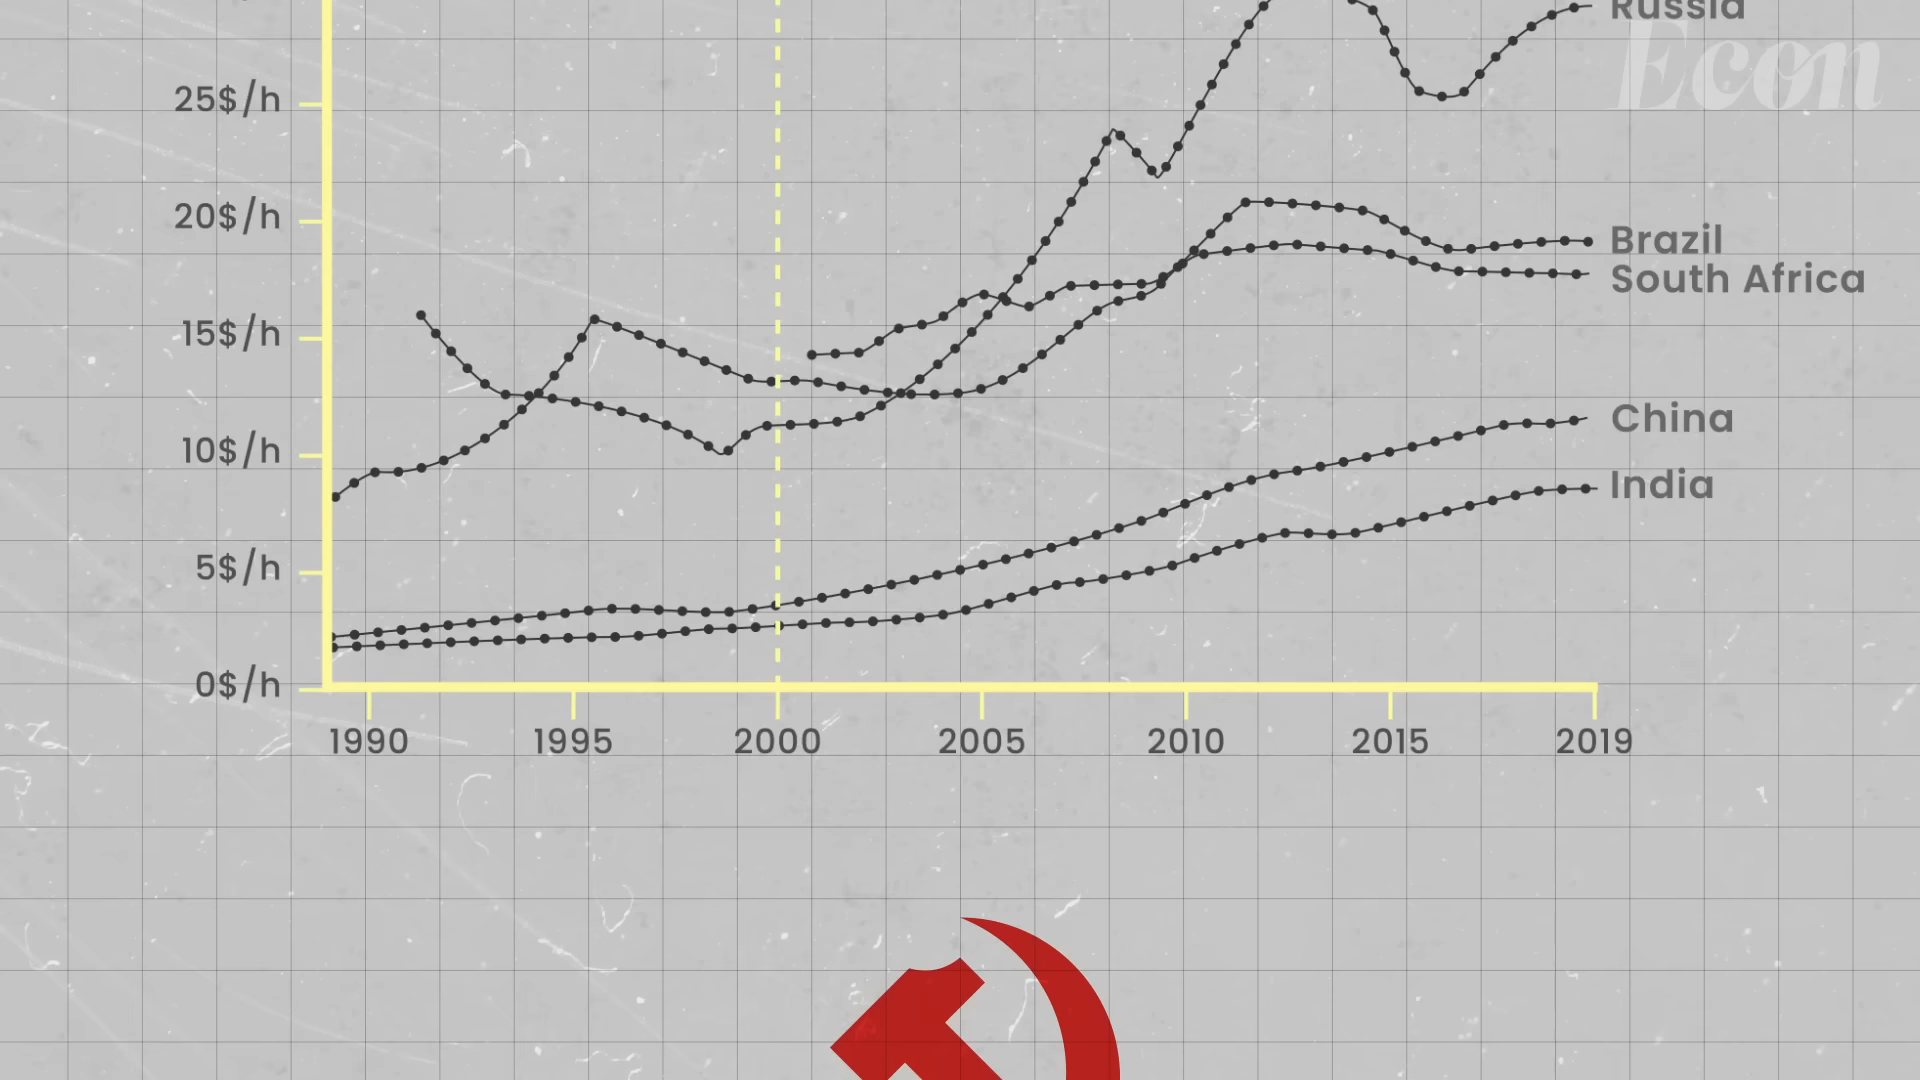 Russia
Econ
25$/h
20$/h
Brazil
South Africa
15$/h
10$/h
China
India
5$/h
0$/h
1990 1995 2000 2005 2010 2015 2019